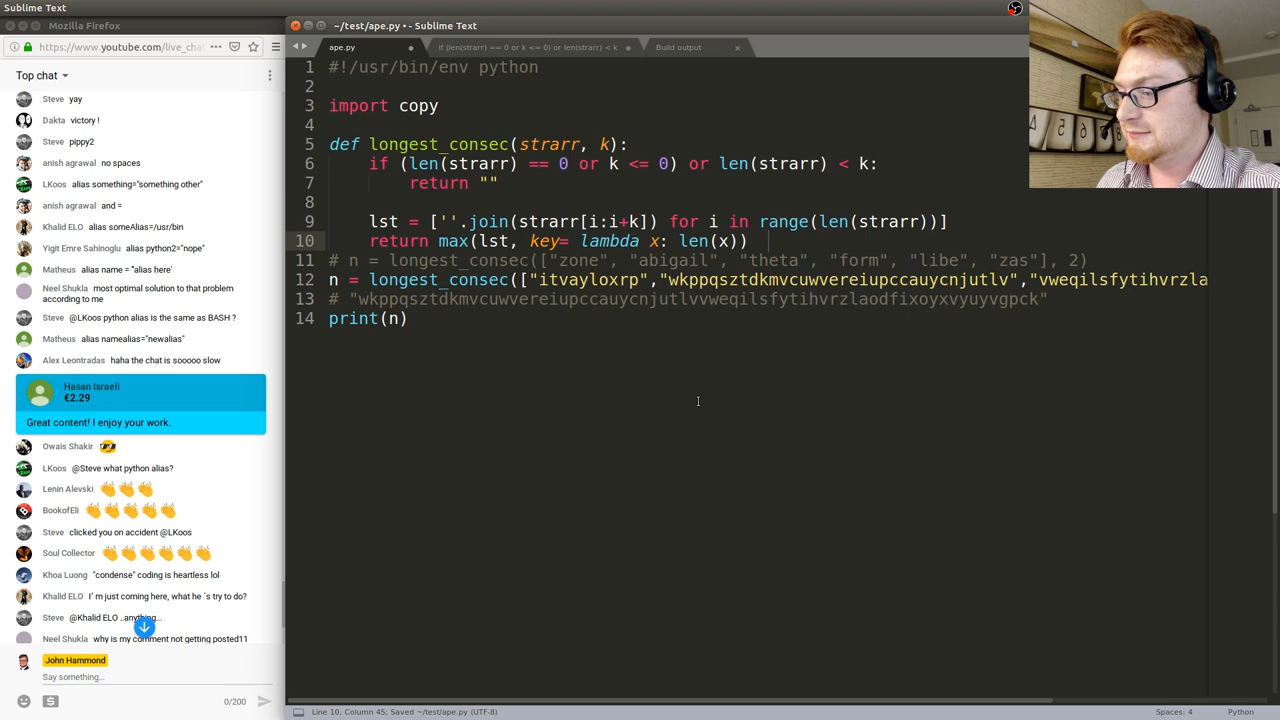 Sublime Text
Mozilla Firefox
https://www.youtube.com/live_cha
Top chat
Steve yay
Dakta victory !
Steve pippy2
anish agrawal no spaces
LKoos alias something="something other"
anish agrawal and =
Khalid ELO alias someAlias=/usr/bin
Yigit Emre Sahinoglu alias python2="nope"
Matheus alias name = "alias here'
Neel Shukla most optimal solution to that problem
according to me
Steve @LKoos python alias is the same as BASH ?
Matheus alias namealias="newalias"
Alex Leontradas haha the chat is sooooo slow
Hasan Israeli
€2.29
Great content! I enjoy your work.
Owais Shakir
LKoos @Steve what python alias?
Lenin Alevski
BookofEli
Steve clicked you on accident @LKoos
Soul Collector
Khoa Luong "condense" coding is heartless lol
Khalid ELO I' m just coming here, what he ´s try to do?
Steve @Khalid ELO ..anything...
Neel Shukla why is my comment not getting posted11
John Hammond
Say something...
0/200
~/test/ape.py • - Sublime Text
ape.py
if (len(strarr) == 0 or k <= 0) or len(strarr) < k
Build output
1 #!/usr/bin/env python
2
3 import copy
4
5 def longest_consec(strarr, k):
6 if (len(strarr) == 0 or k <= 0) or len(strarr) < k:
7 return ""
8
9 lst = [''.join(strarr[i:i+k]) for i in range(len(strarr))]
10 return max(lst, key= lambda x: len(x))
11 # n = longest_consec(["zone", "abigail", "theta", "form", "libe", "zas"], 2)
12 n = longest_consec(["itvayloxrp","wkppqsztdkmvcuwvereiupccauycnjutlv","vweqilsfytihvrzla
13 # "wkppqsztdkmvcuwvereiupccauycnjutlvvweqilsfytihvrzlaodfixoyxvyuyvgpck"
14 print(n)
Line 10, Column 45; Saved ~/test/ape.py (UTF-8)
Spaces: 4
Python